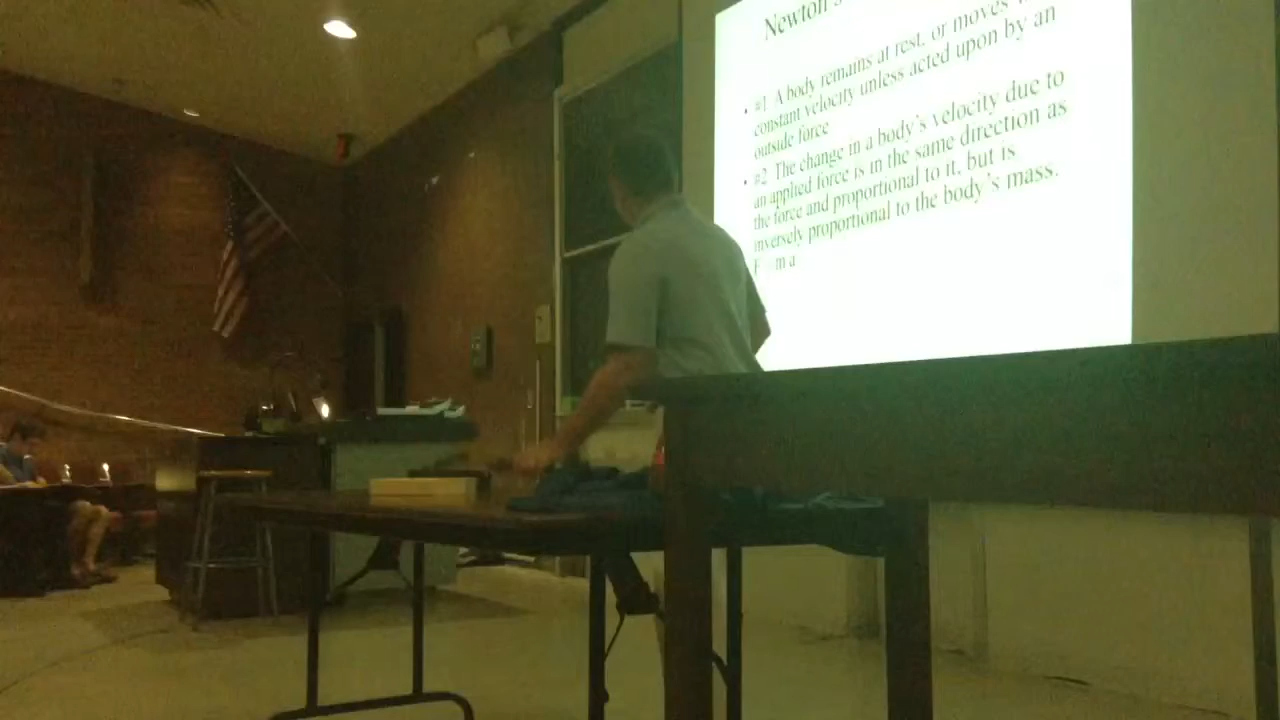 Newton's
• #1 A body remains at rest, or moves
constant velocity unless acted upon by an
outside force
• #2 The change in a body's velocity due to
an applied force is in the same direction as
the force and proportional to it, but is
inversely proportional to the body's mass.
m a